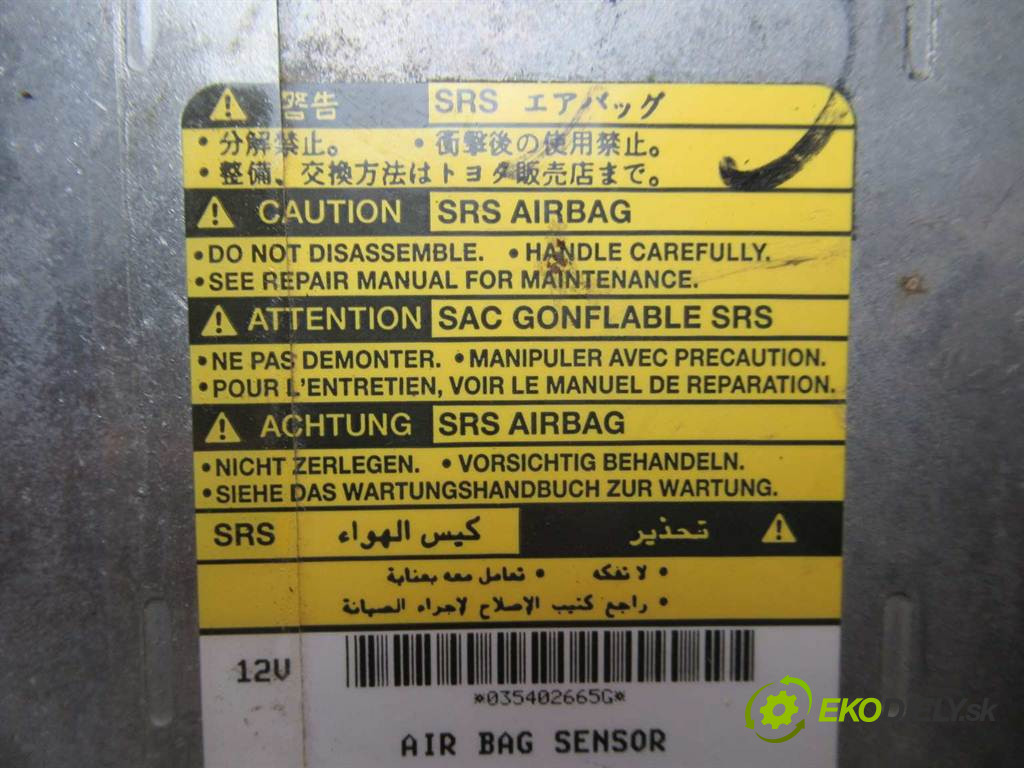 警告 SRS エアバッグ
・分解禁止。 ・衝撃後の使用禁止。
・整備、交換方法はトヨタ販売店まで。
CAUTION SRS AIRBAG
•DO NOT DISASSEMBLE. •HANDLE CAREFULLY.
•SEE REPAIR MANUAL FOR MAINTENANCE.
ATTENTION SAC GONFLABLE SRS
•NE PAS DEMONTER. •MANIPULER AVEC PRECAUTION.
•POUR L'ENTRETIEN, VOIR LE MANUEL DE REPARATION.
ACHTUNG SRS AIRBAG
•NICHT ZERLEGEN. •VORSICHTIG BEHANDELN.
•SIEHE DAS WARTUNGSHANDBUCH ZUR WARTUNG.
تحذير كيس الهواء SRS
• لا تفكه • تعامل معه بعناية
• راجع كتيب الإصلاح لإجراء الصيانة
12V
*035402665G*
AIR BAG SENSOR
EKODIELY.sk